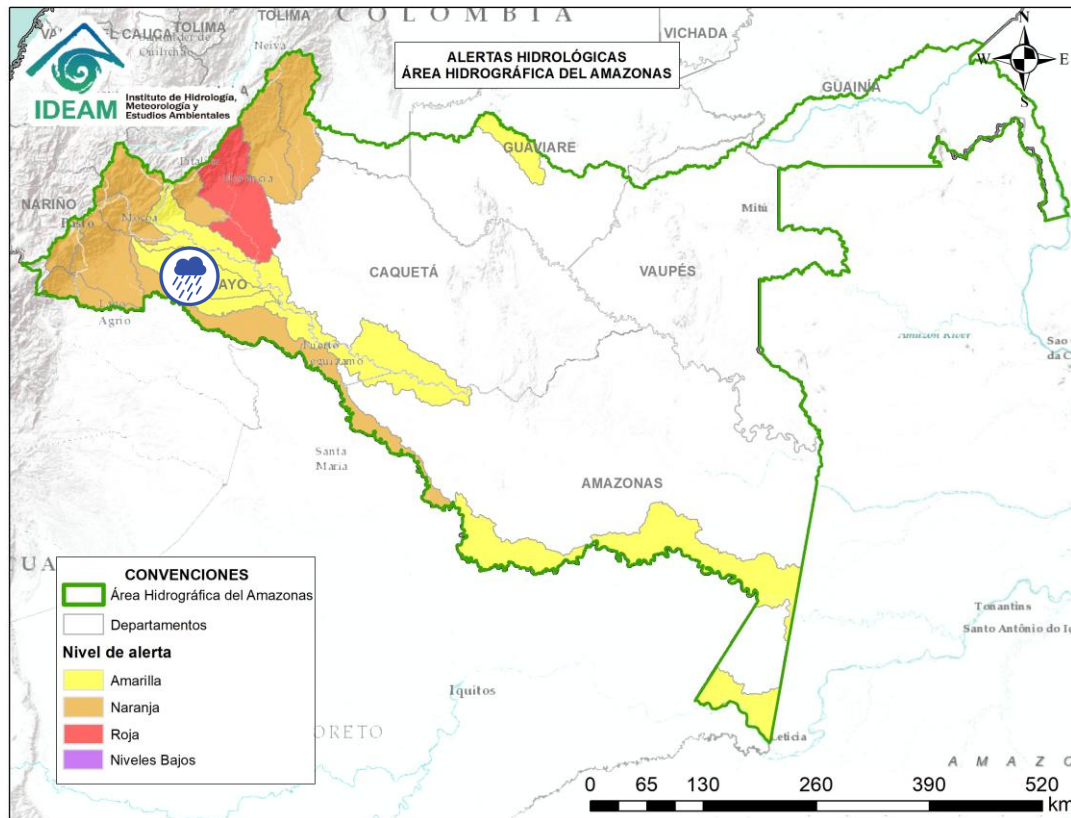 COLOMBIA
TOLIMA
TOLIMA
VICHADA
Neiva
ALERTAS HIDROLÓGICAS
ÁREA HIDROGRÁFICA DEL AMAZONAS
IDEAM
Instituto de Hidrología,
Meteorología y
Estudios Ambientales
N
W
E
S
GUAINÍA
GUAVIARE
NARIÑO
Pasto
Mocoa
Mitú
CAQUETÁ
VAUPÉS
AYO
Lago
Agrio
Puerto
Leguizamo
Amazon River
Santa
Maria
AMAZONAS
CONVENCIONES
Área Hidrográfica del Amazonas
Departamentos
Nivel de alerta
Amarilla
Naranja
Roja
Niveles Bajos
Tonantins
Santo Antônio do
Iquitos
ORETO
Leticia
AMAZO
0 65 130 260 390 520
km